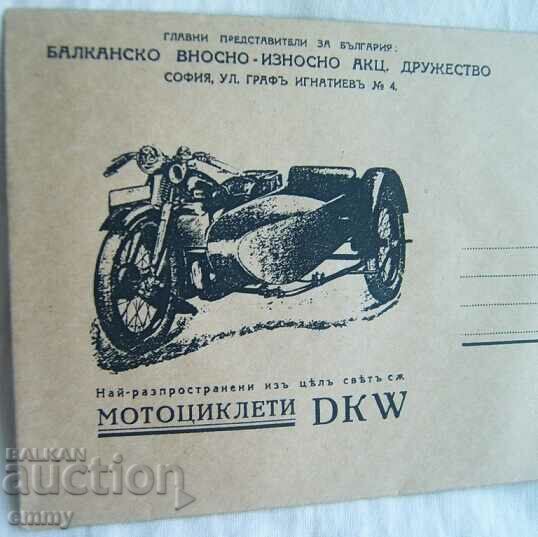 ГЛАВНИ ПРЕДСТАВИТЕЛИ ЗА БЪЛГАРИЯ:
БАЛКАНСКО ВНОСНО-ИЗНОСНО АКЦ. ДРУЖЕСТВО
СОФИЯ, УЛ. ГРАФЪ ИГНАТИЕВЪ № 4.
Най-разпространени изъ цѣлъ свѣтъ сѫ
МОТОЦИКЛЕТИ DKW
БАLKAN
auction
emmy